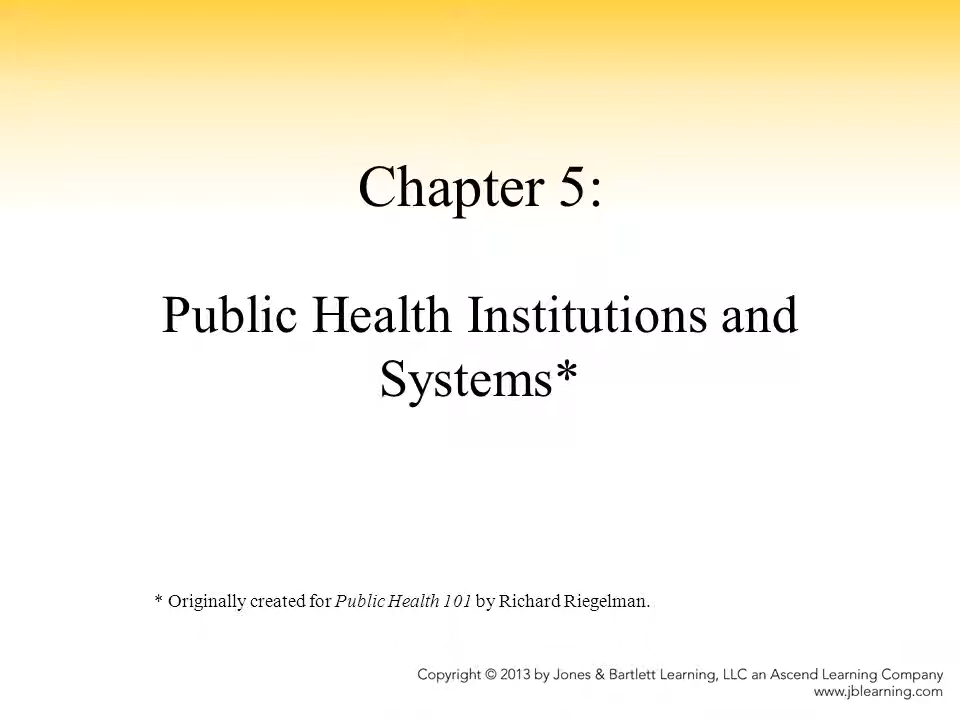 Chapter 5:
Public Health Institutions and
Systems*
* Originally created for Public Health 101 by Richard Riegelman.
Copyright © 2013 by Jones & Bartlett Learning, LLC an Ascend Learning Company
www.jblearning.com